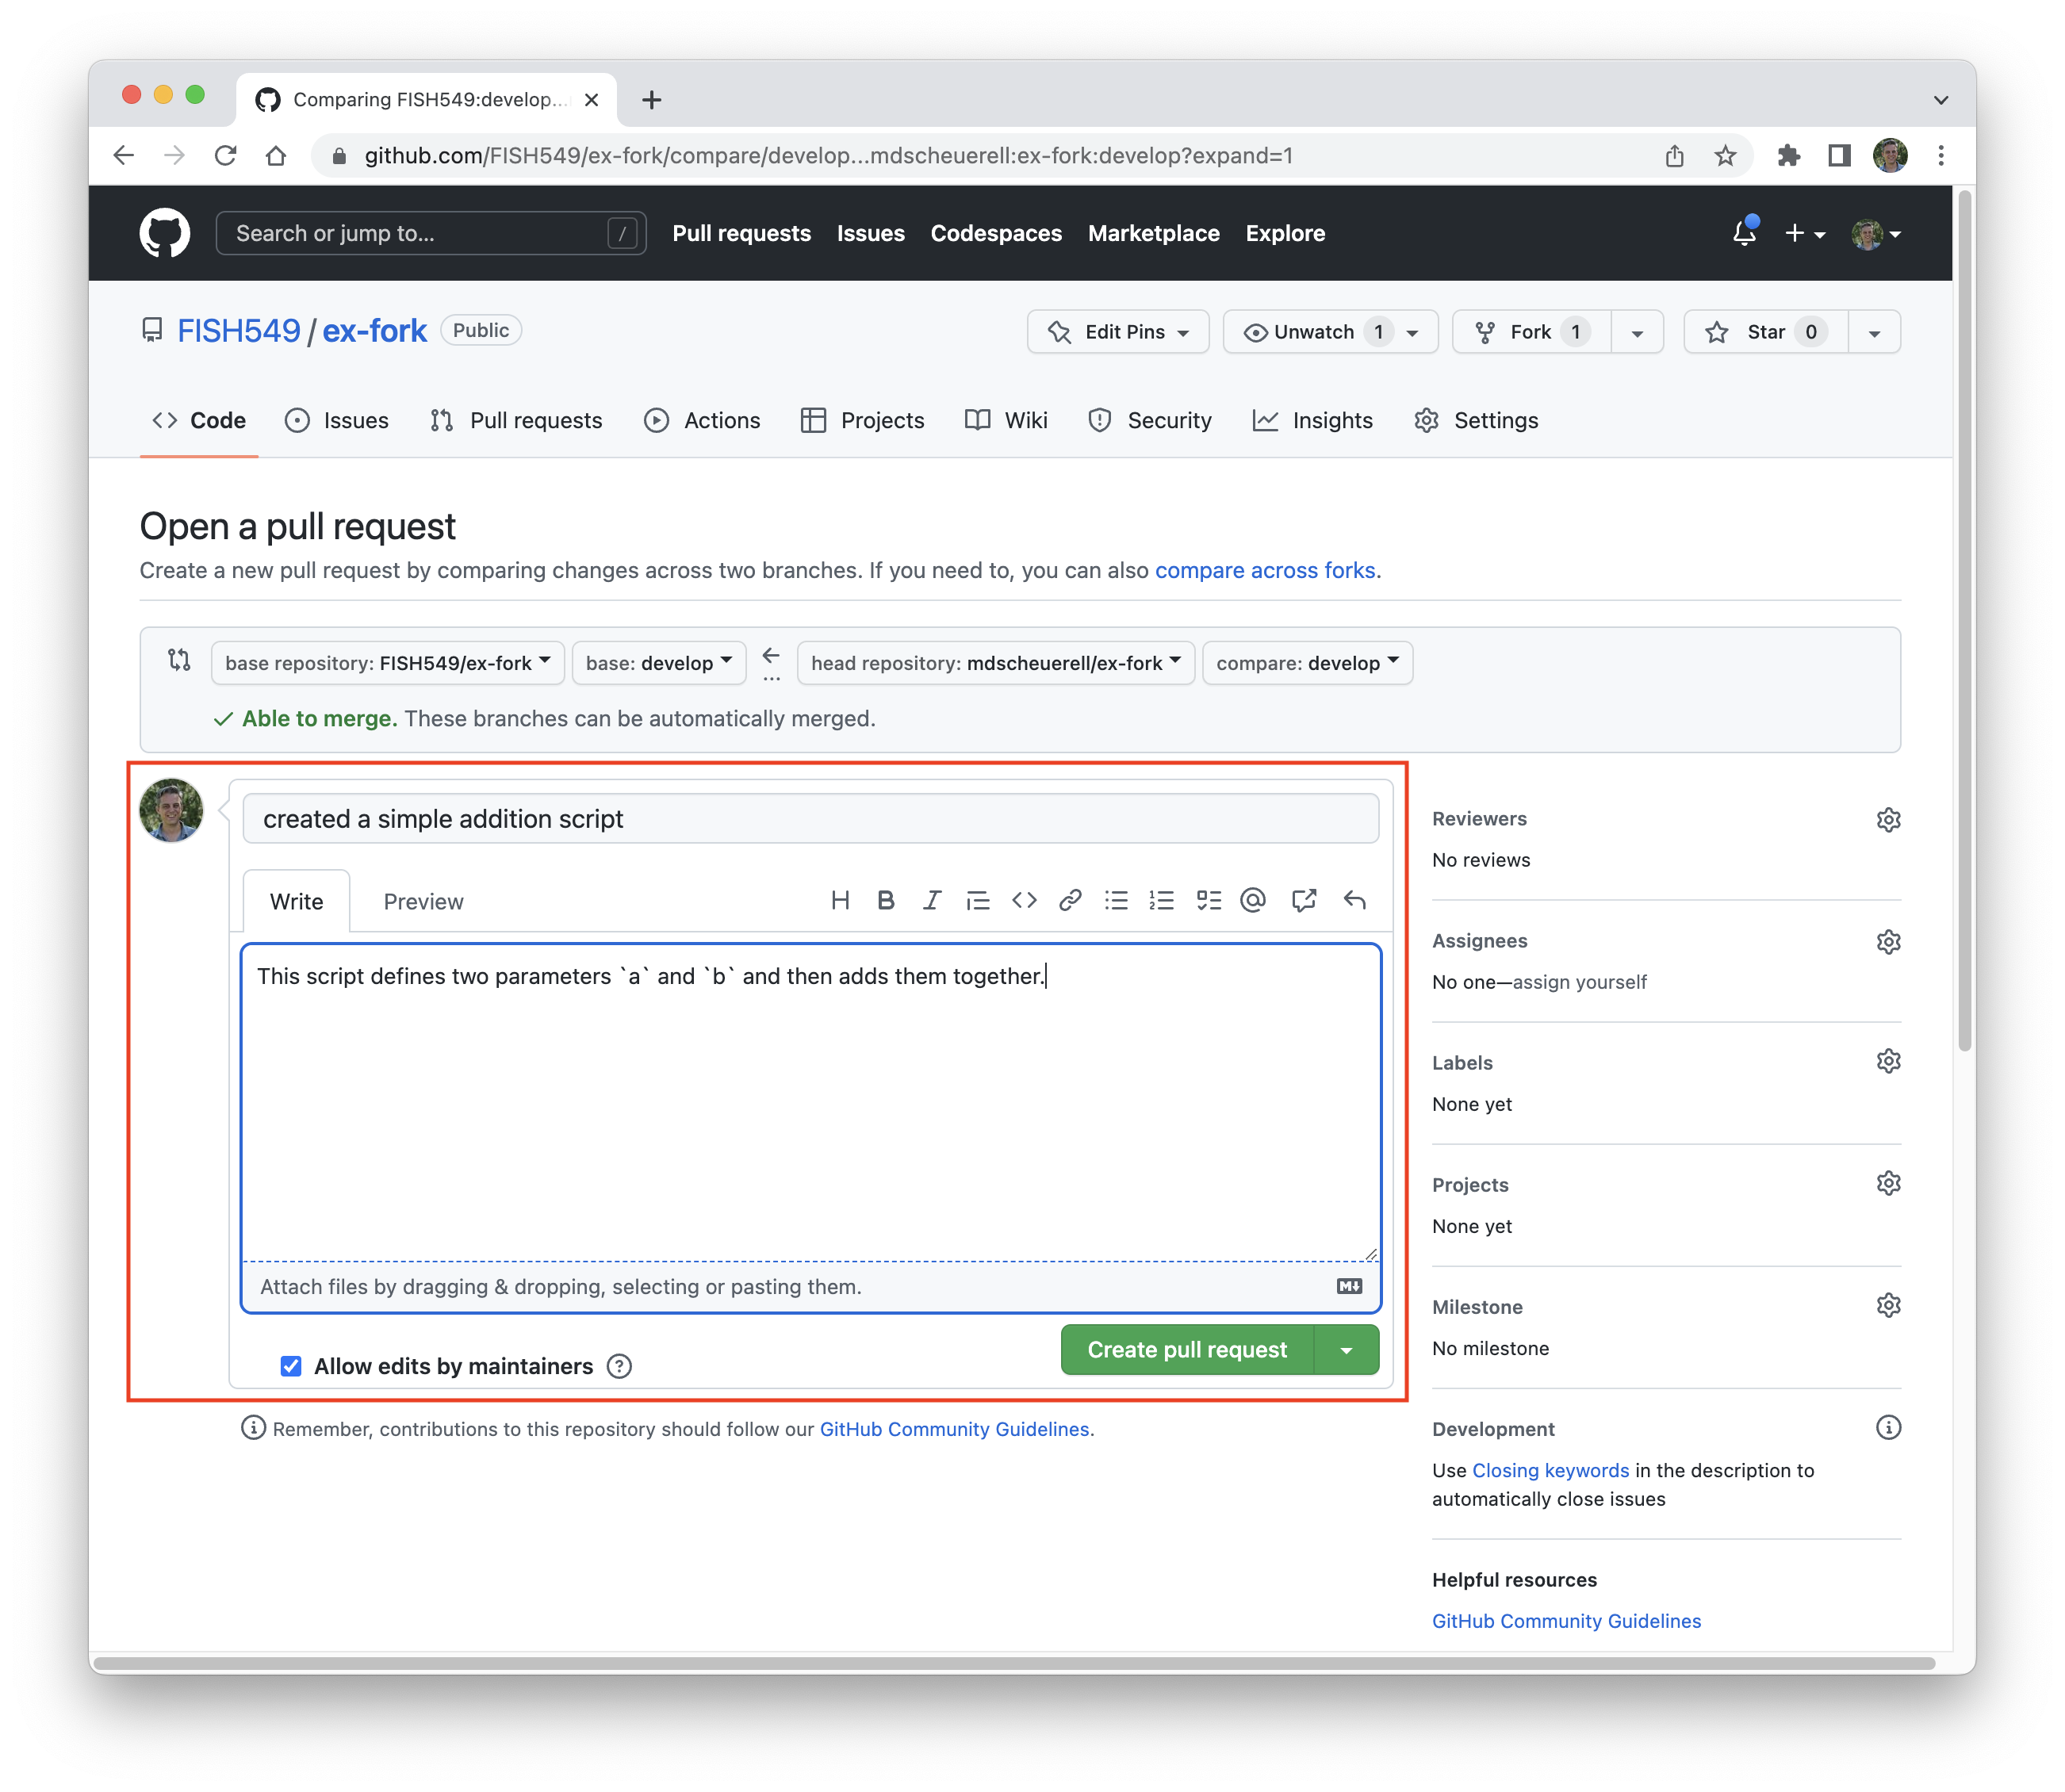 Comparing FISH549:develop...
github.com/FISH549/ex-fork/compare/develop...mdscheuerell:ex-fork:develop?expand=1
Search or jump to... /
Pull requests Issues Codespaces Marketplace Explore
FISH549 / ex-fork Public
Edit Pins Unwatch 1 Fork 1 Star 0
Code Issues Pull requests Actions Projects Wiki Security Insights Settings
Open a pull request
Create a new pull request by comparing changes across two branches. If you need to, you can also compare across forks.
base repository: FISH549/ex-fork base: develop ← ... head repository: mdscheuerell/ex-fork compare: develop
✓ Able to merge. These branches can be automatically merged.
created a simple addition script
Write Preview
This script defines two parameters `a` and `b` and then adds them together.
Attach files by dragging & dropping, selecting or pasting them.
Allow edits by maintainers ?
Create pull request
Remember, contributions to this repository should follow our GitHub Community Guidelines.
Reviewers
No reviews
Assignees
No one—assign yourself
Labels
None yet
Projects
None yet
Milestone
No milestone
Development
Use Closing keywords in the description to
automatically close issues
Helpful resources
GitHub Community Guidelines